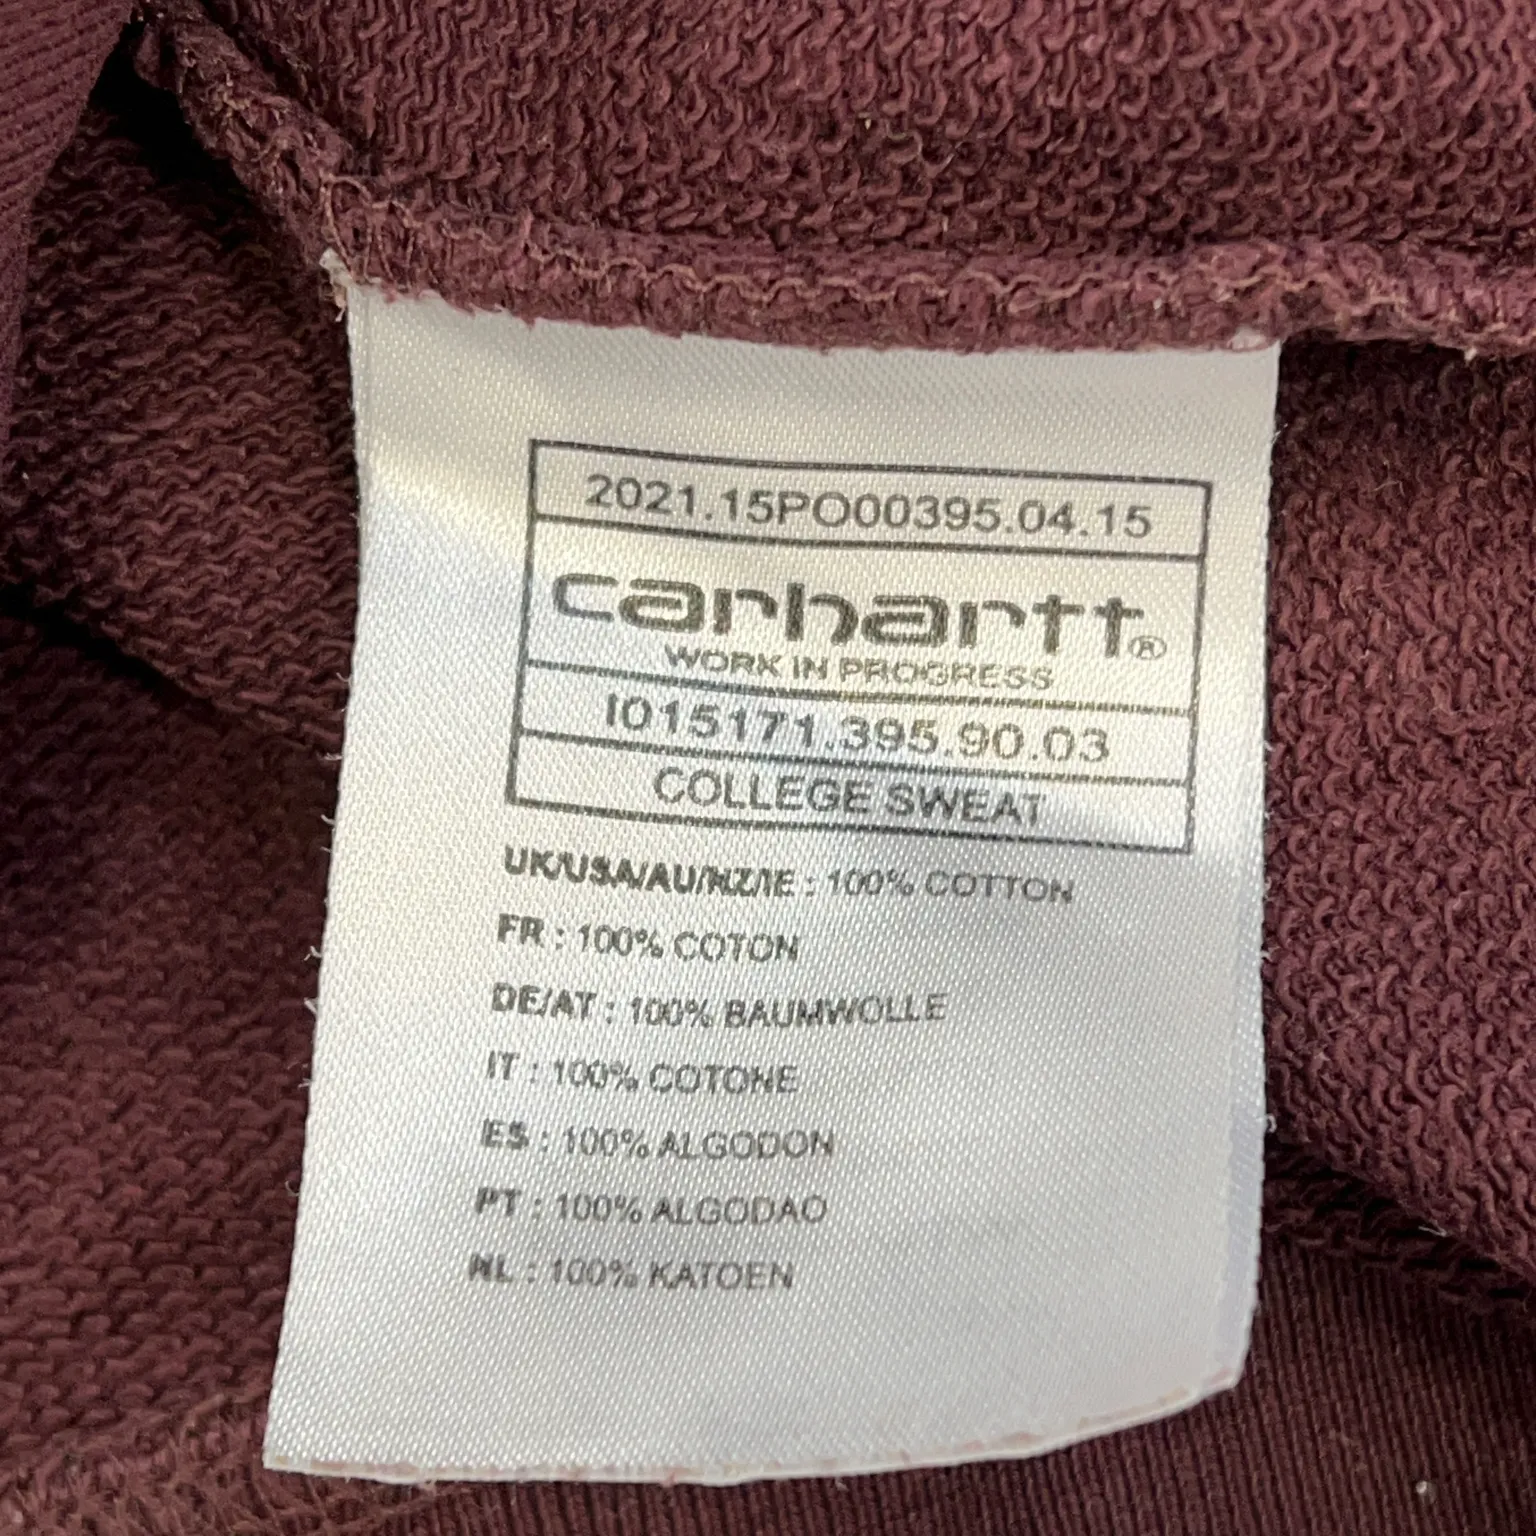 2021.15PO00395.04.15
carhartt®
WORK IN PROGRESS
I015171.395.90.03
COLLEGE SWEAT
UK/USA/AU/NZ/IE : 100% COTTON
FR : 100% COTON
DE/AT : 100% BAUMWOLLE
IT : 100% COTONE
ES : 100% ALGODON
PT : 100% ALGODAO
NL : 100% KATOEN